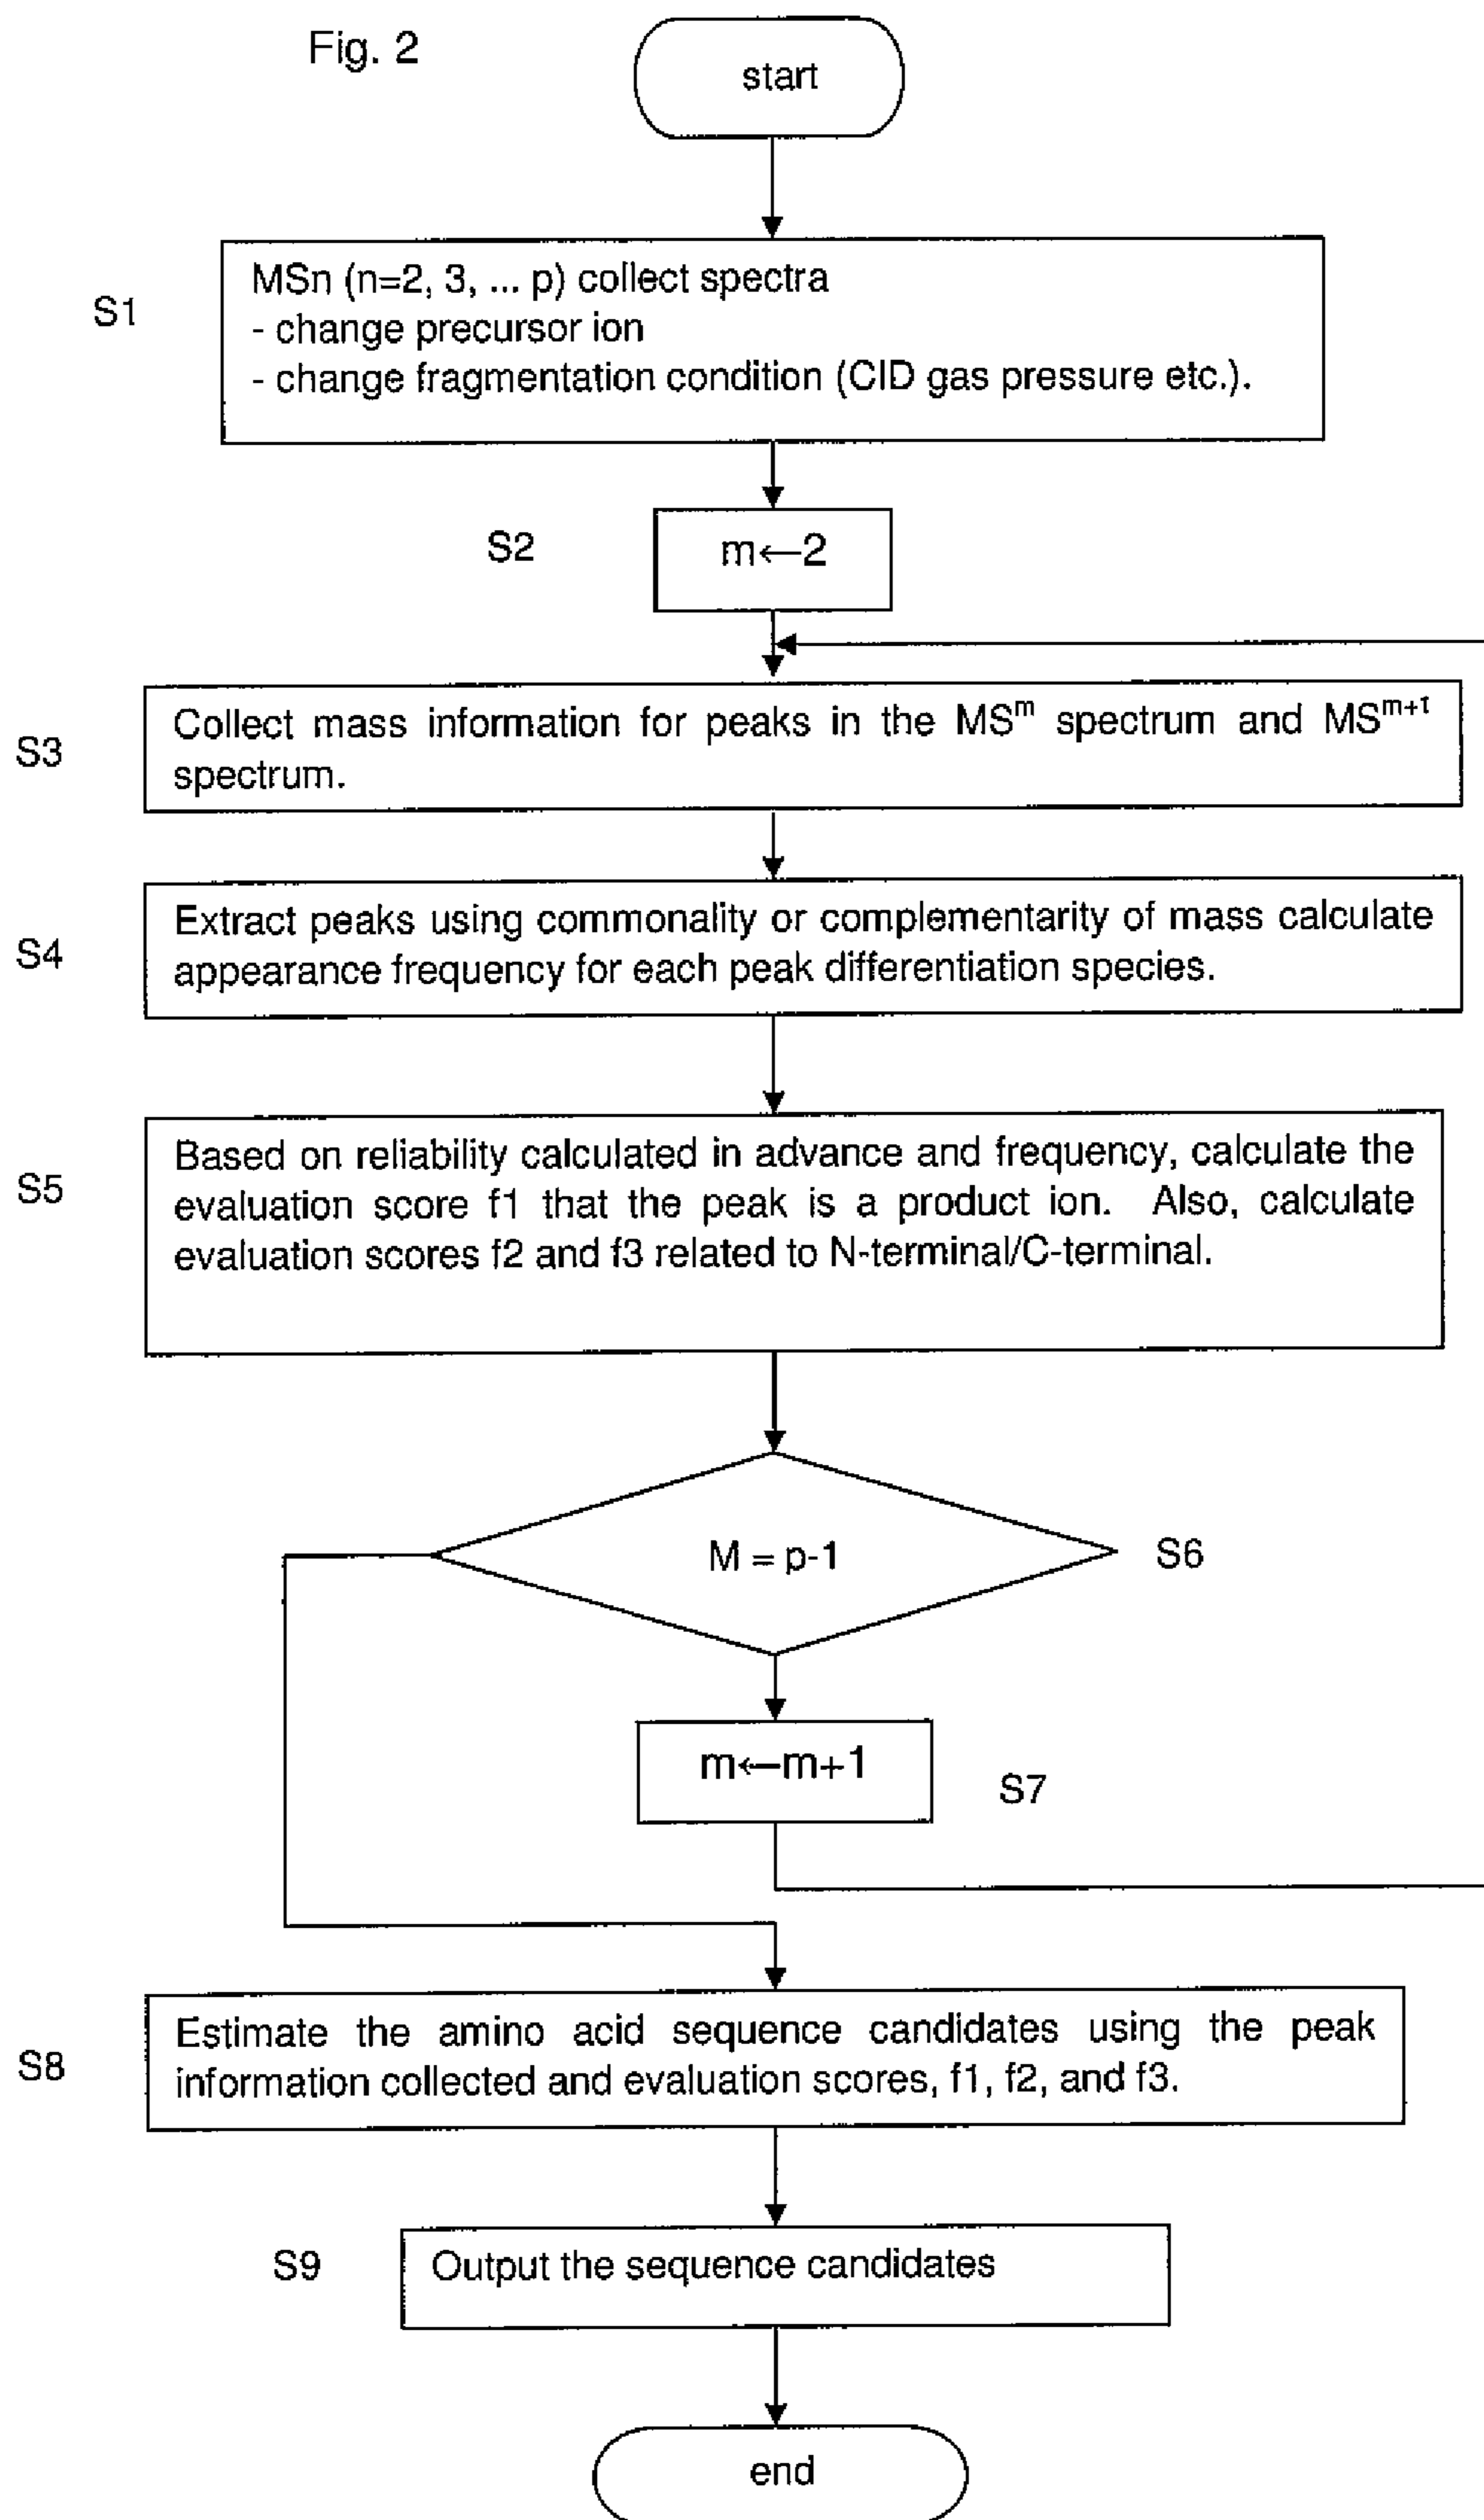 Fig. 2
start
S1
MSn (n=2, 3, ... p) collect spectra
- change precursor ion
- change fragmentation condition (CID gas pressure etc.).
S2
m←2
S3
Collect mass information for peaks in the MS^m spectrum and MS^m+1
spectrum.
S4
Extract peaks using commonality or complementarity of mass calculate
appearance frequency for each peak differentiation species.
S5
Based on reliability calculated in advance and frequency, calculate the
evaluation score f1 that the peak is a product ion. Also, calculate
evaluation scores f2 and f3 related to N-terminal/C-terminal.
M = p-1
S6
m←m+1
S7
S8
Estimate the amino acid sequence candidates using the peak
information collected and evaluation scores, f1, f2, and f3.
S9
Output the sequence candidates
end